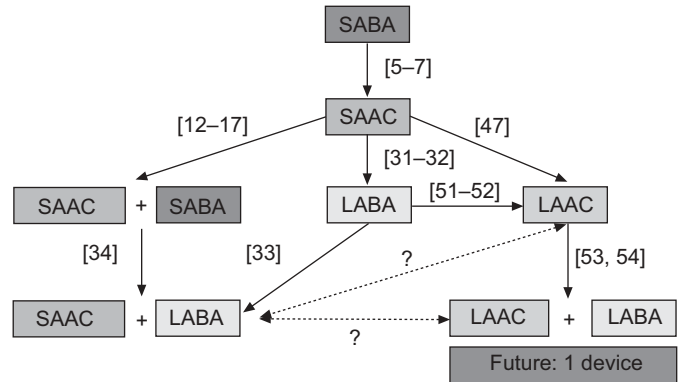 SABA
[5–7]
SAAC
[12–17]
[47]
[31–32]
SAAC + SABA
LABA
[51–52]
LAAC
[34]
[33]
?
[53, 54]
SAAC + LABA
?
LAAC + LABA
Future: 1 device